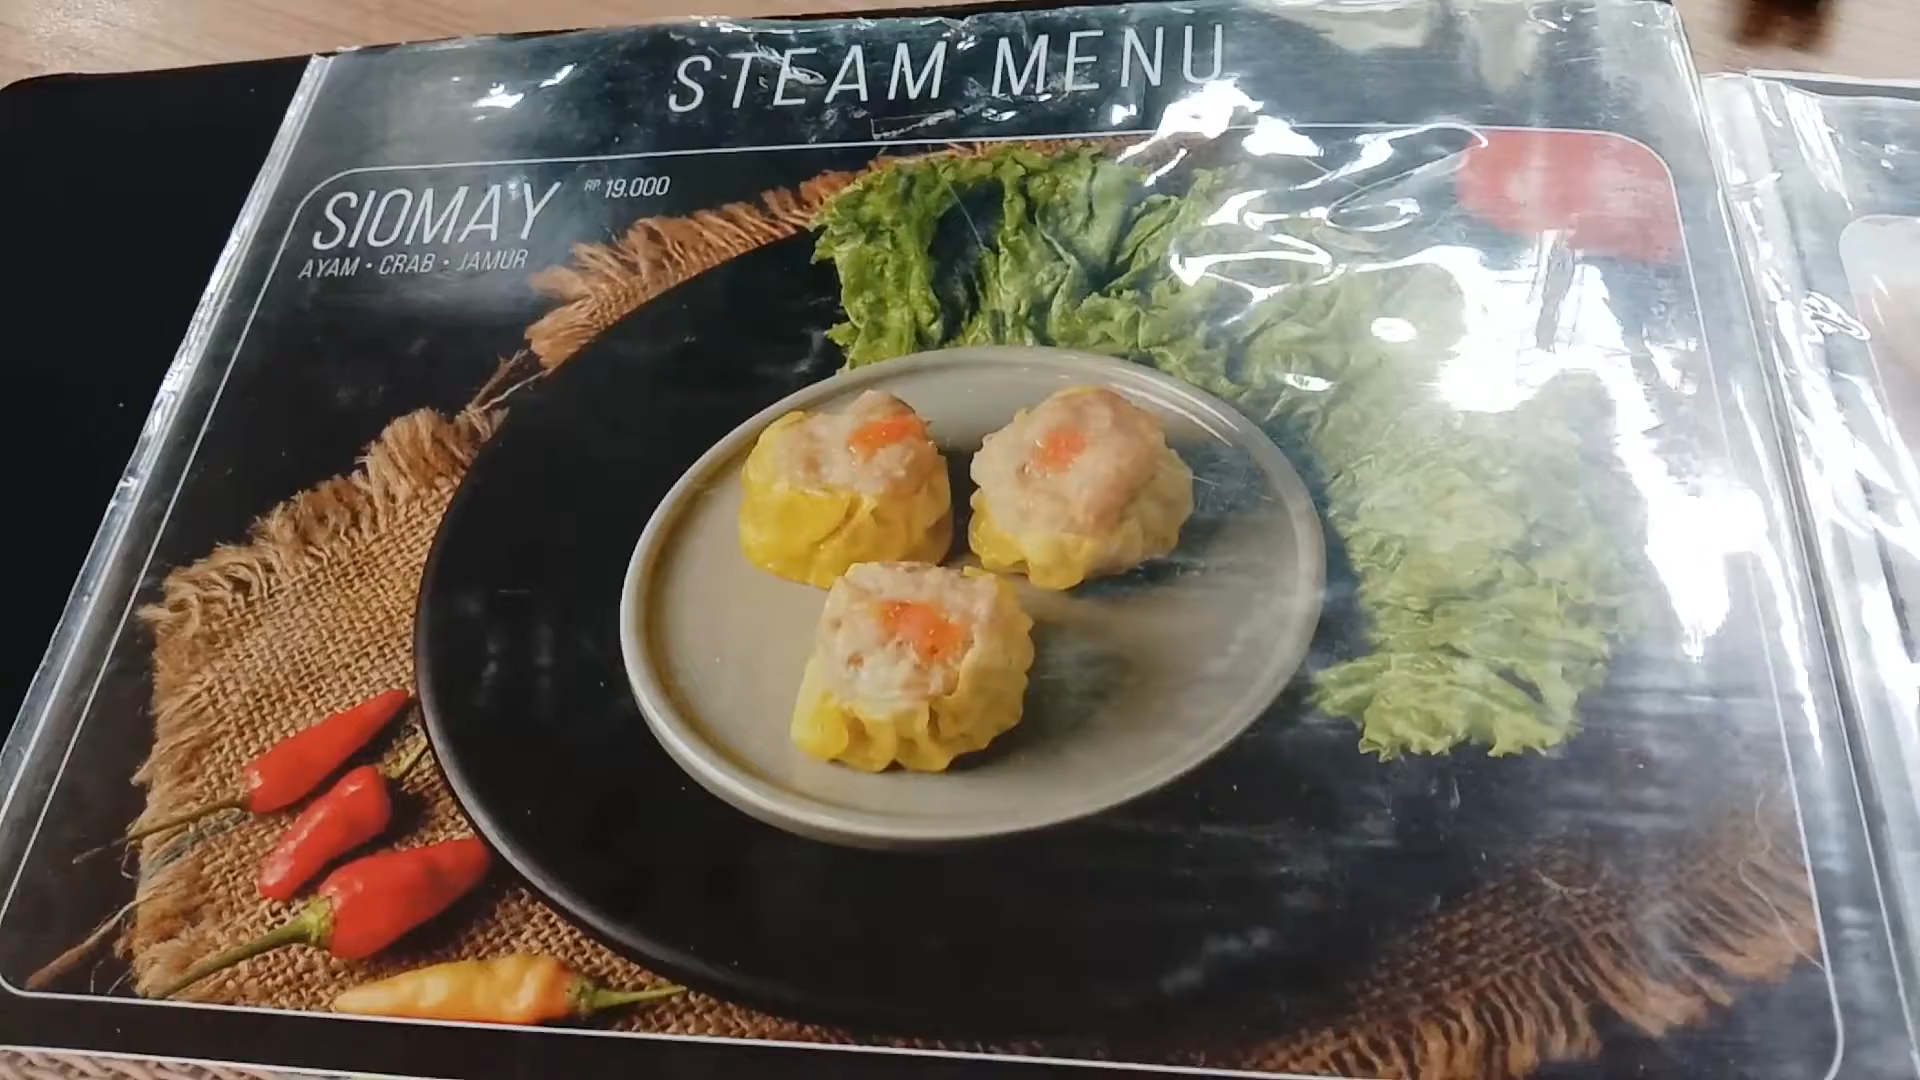 STEAM MENU
SIOMAY RP. 19.000
AYAM • CRAB • JAMUR